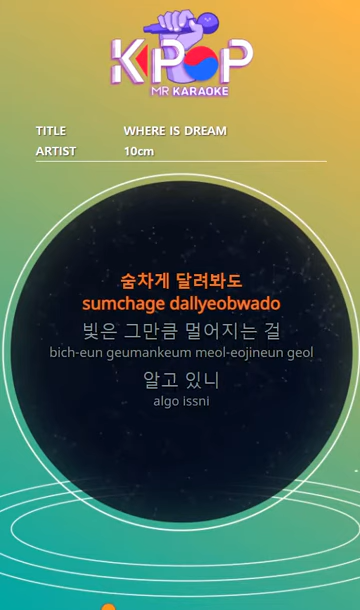 KPOP
MR KARAOKE
TITLE WHERE IS DREAM
ARTIST 10cm
숨차게 달려봐도
sumchage dallyeobwado
빛은 그만큼 멀어지는 걸
bich-eun geumankeum meol-eojineun geol
알고 있니
algo issni